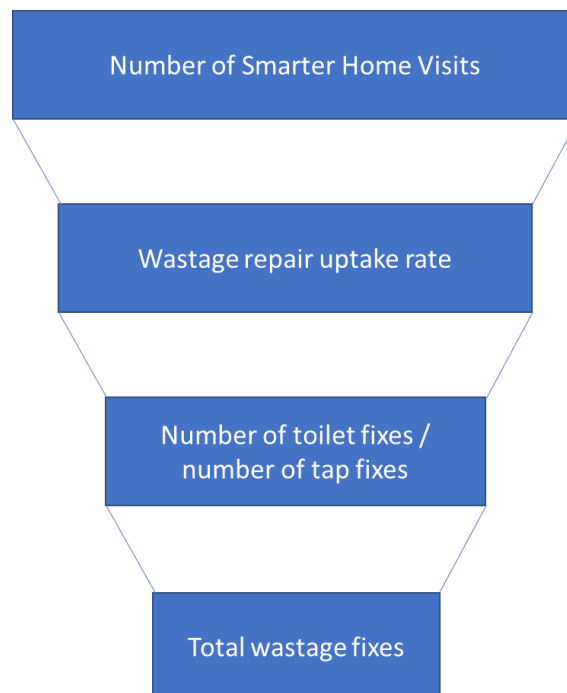 Number of Smarter Home Visits
Wastage repair uptake rate
Number of toilet fixes /
number of tap fixes
Total wastage fixes